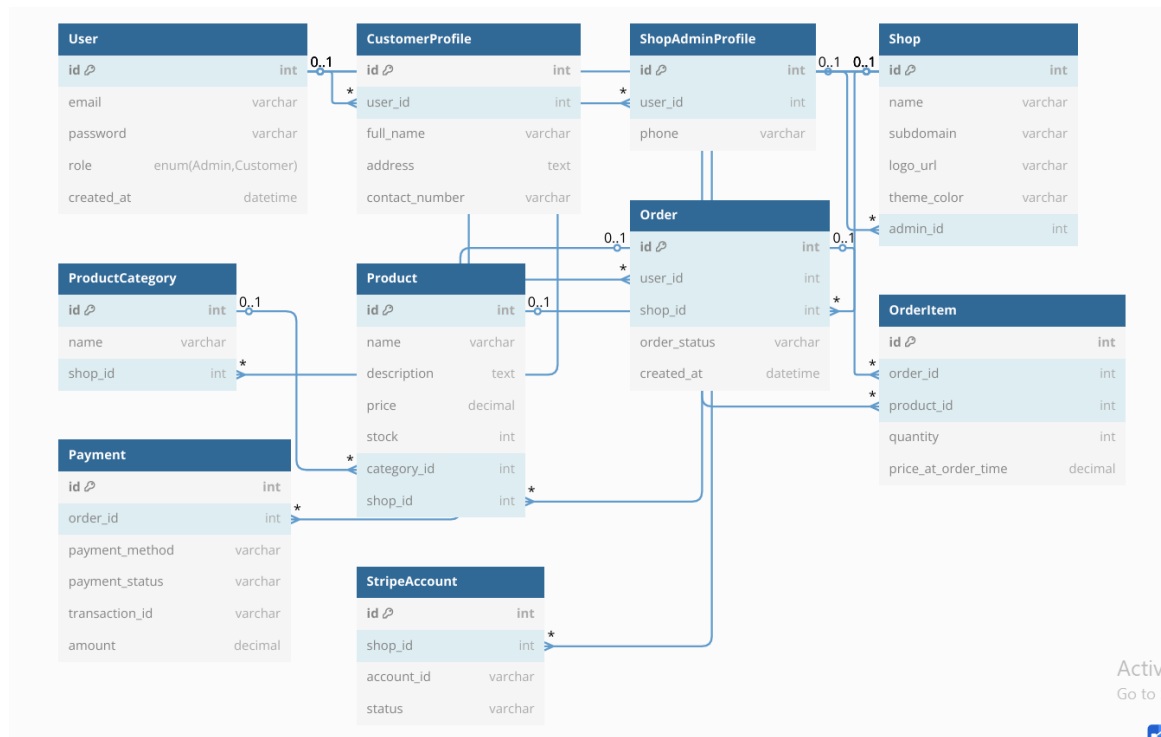 User
id int
email varchar
password varchar
role enum(Admin,Customer)
created_at datetime
0..1
*
CustomerProfile
id int
user_id int
full_name varchar
address text
contact_number varchar
*
ShopAdminProfile
id int
user_id int
phone varchar
0..1
0..1
*
Shop
id int
name varchar
subdomain varchar
logo_url varchar
theme_color varchar
admin_id int
ProductCategory
id int
name varchar
shop_id int
0..1
*
*
Product
id int
name varchar
description text
price decimal
stock int
category_id int
shop_id int
0..1
*
0..1
*
Order
id int
user_id int
shop_id int
order_status varchar
created_at datetime
0..1
*
*
*
OrderItem
id int
order_id int
product_id int
quantity int
price_at_order_time decimal
Payment
id int
order_id int
payment_method varchar
payment_status varchar
transaction_id varchar
amount decimal
*
StripeAccount
id int
shop_id int
account_id varchar
status varchar
*
Activ
Go to